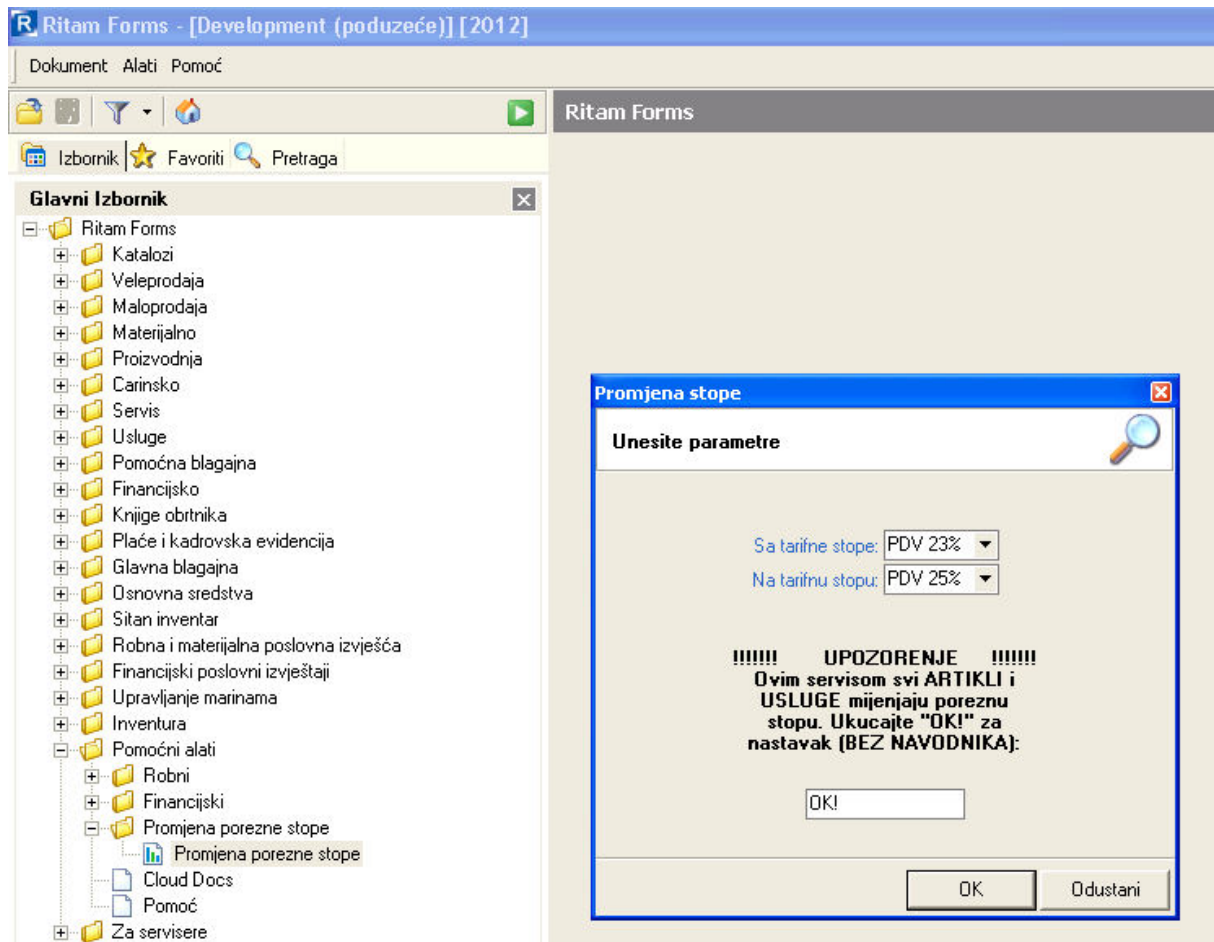 Ritam Forms - [Development (poduzeće)] [2012]
Dokument Alati Pomoć
Ritam Forms
Izbornik Favoriti Pretraga
Glavni Izbornik
Ritam Forms
Katalozi
Veleprodaja
Maloprodaja
Materijalno
Proizvodnja
Carinsko
Servis
Usluge
Pomoćna blagajna
Financijsko
Knjige obrtnika
Plaće i kadrovska evidencija
Glavna blagajna
Osnovna sredstva
Sitan inventar
Robna i materijalna poslovna izvješća
Financijski poslovni izvještaji
Upravljanje marinama
Inventura
Pomoćni alati
Robni
Financijski
Promjena porezne stope
Promjena porezne stope
Cloud Docs
Pomoć
Za servisere
Promjena stope
Unesite parametre
Sa tarifne stope: PDV 23%
Na tarifnu stopu: PDV 25%
!!!!!!! UPOZORENJE !!!!!!!
Ovim servisom svi ARTIKLI i
USLUGE mijenjaju poreznu
stopu. Ukucajte "OK!" za
nastavak (BEZ NAVODNIKA):
OK!
OK Odustani